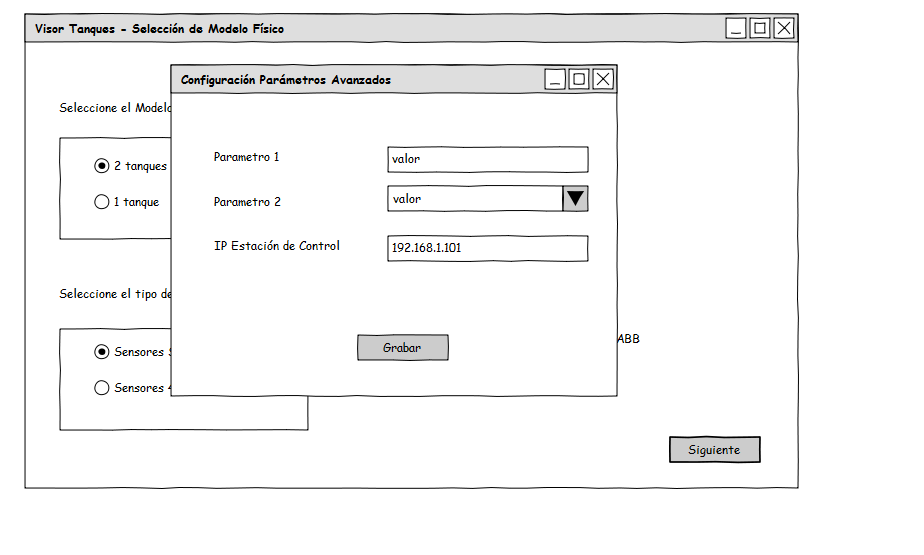 Visor Tanques - Selección de Modelo Físico
Configuración Parámetros Avanzados
Seleccione el Modelo
Parametro 1
valor
2 tanques
Parametro 2
valor
1 tanque
IP Estación de Control
192.168.1.101
Seleccione el tipo de
ABB
Grabar
Sensores
Sensores
Siguiente